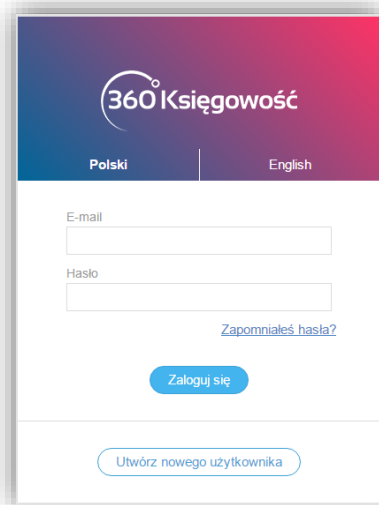 360° Księgowość
Polski
English
E-mail
Hasło
Zapomniałeś hasła?
Zaloguj się
Utwórz nowego użytkownika